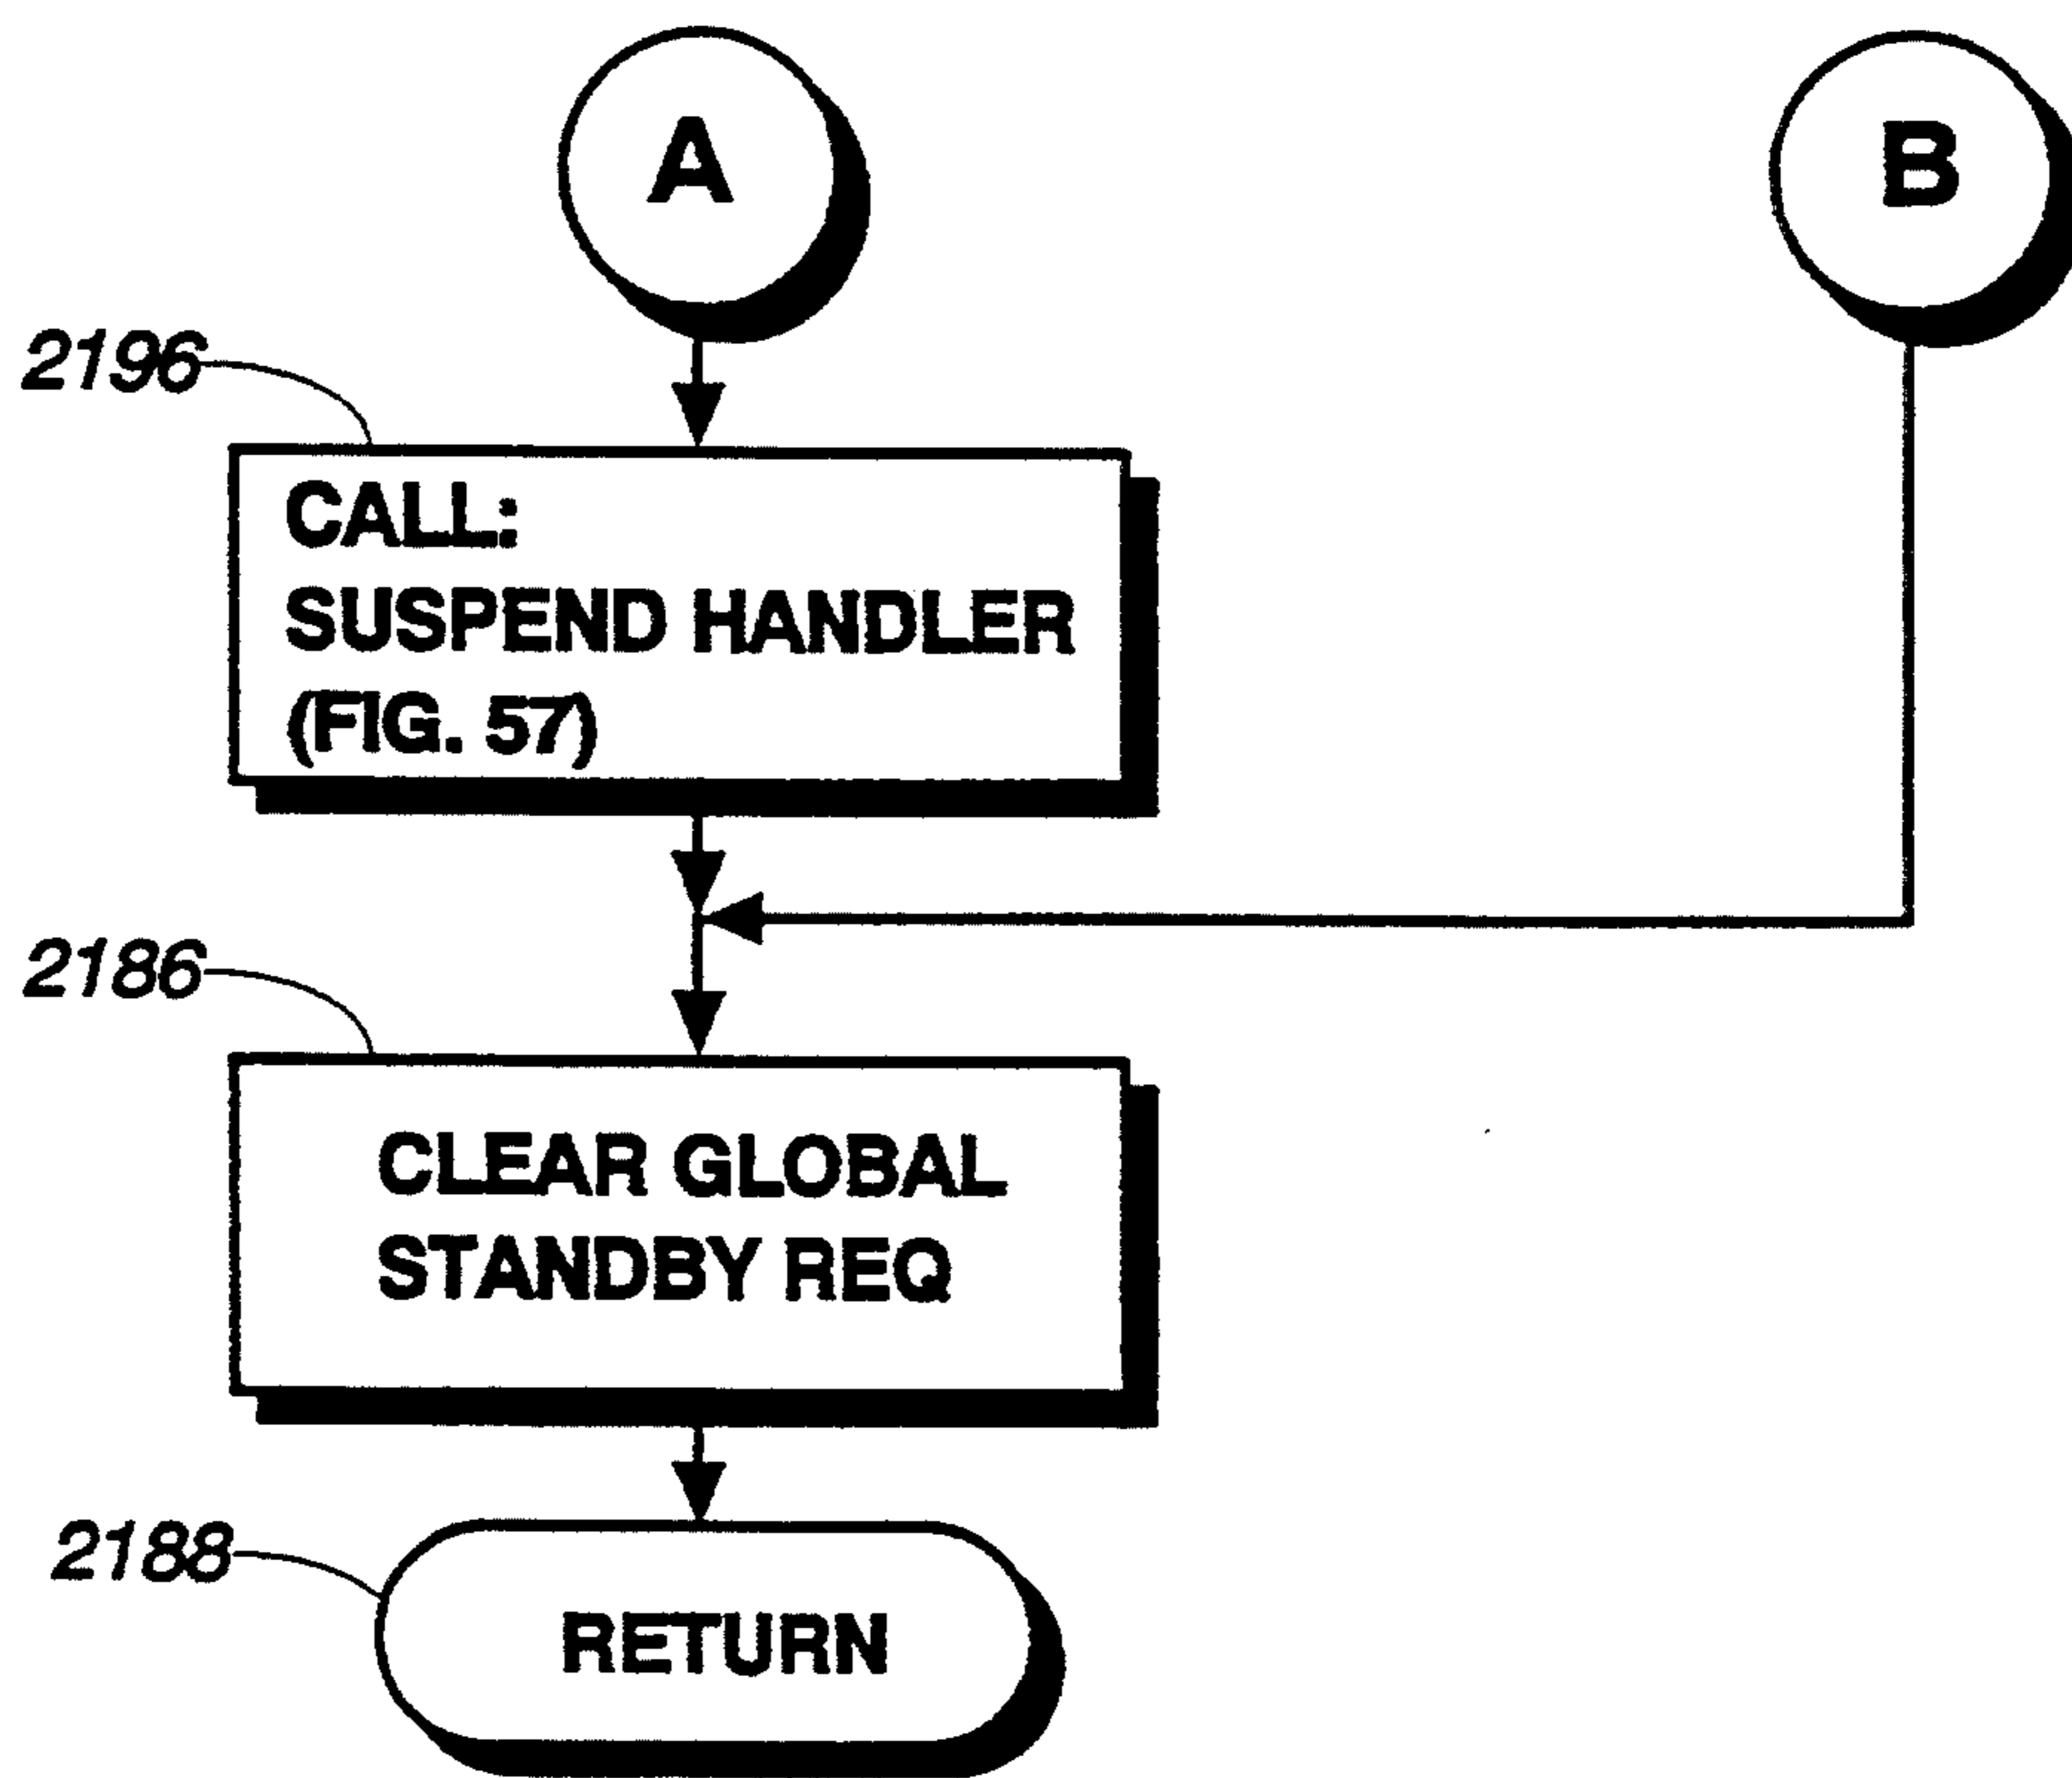 A
B
2196
CALL:
SUSPEND HANDLER
(FIG. 57)
2186
CLEAR GLOBAL
STANDBY REQ
2188
RETURN